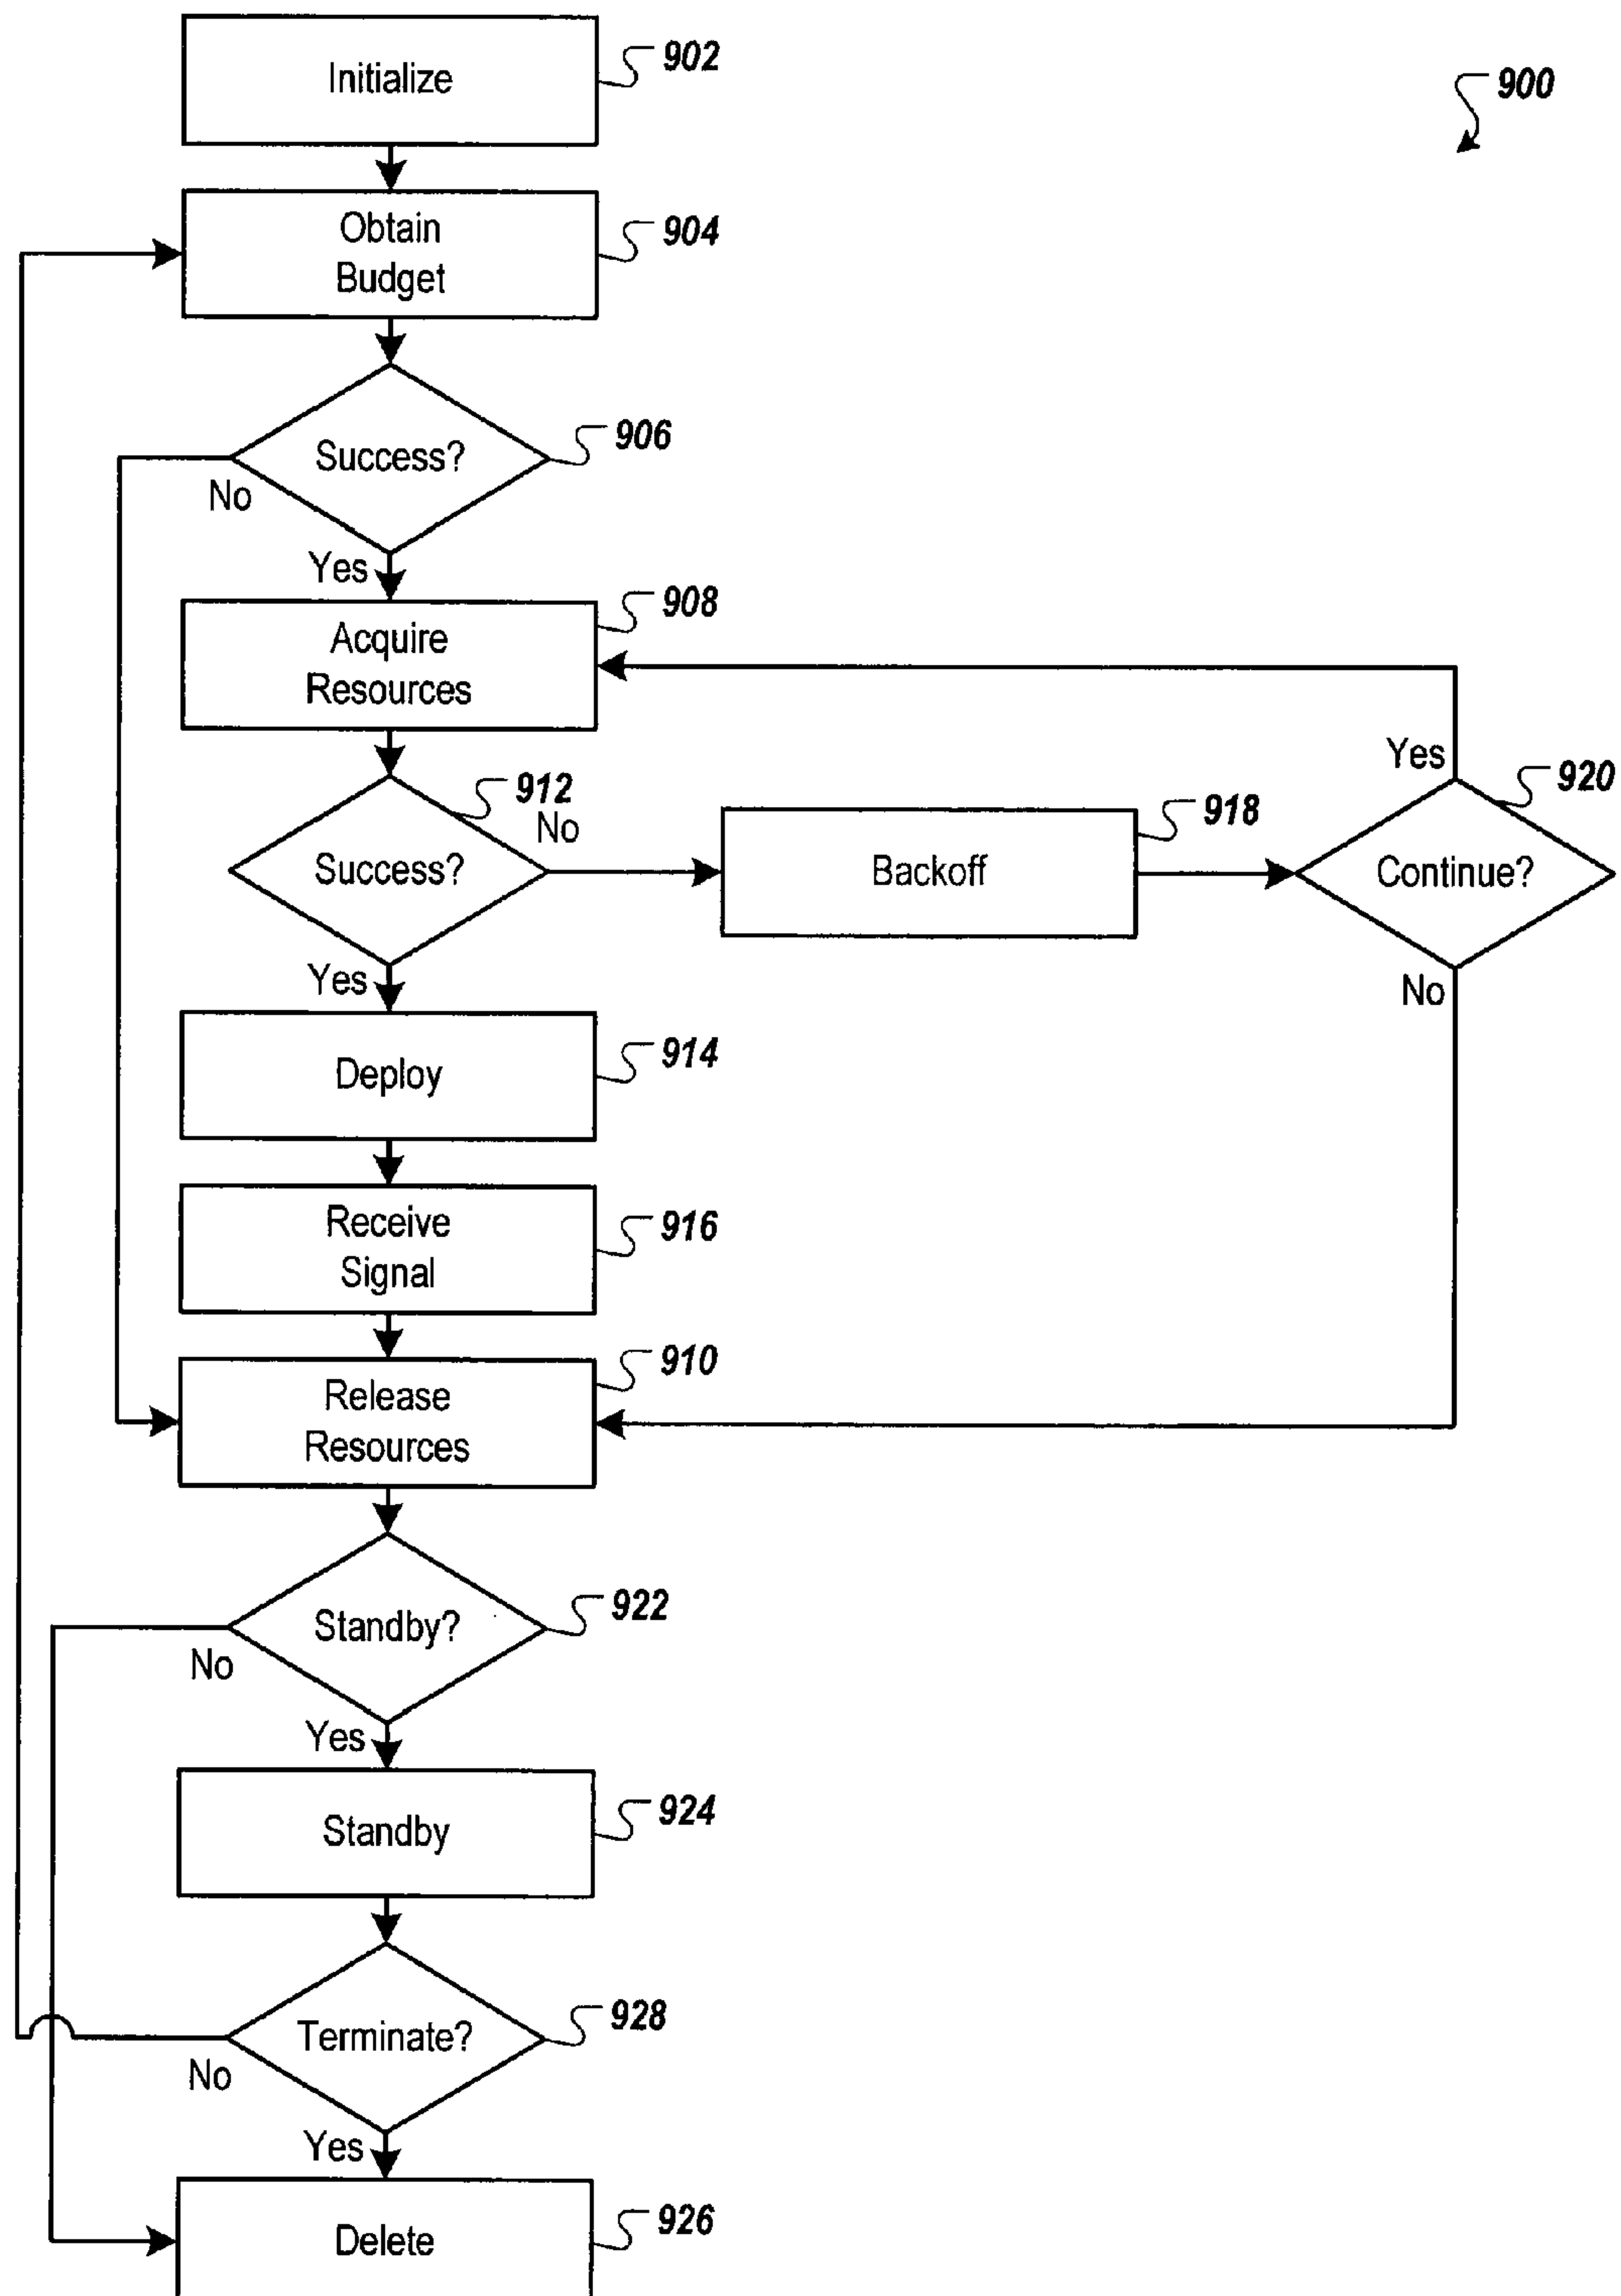 Initialize
902
900
Obtain
Budget
904
Success?
906
No
Yes
Acquire
Resources
908
Success?
912
No
Backoff
918
Continue?
920
Yes
No
Yes
Deploy
914
Receive
Signal
916
Release
Resources
910
Standby?
922
No
Yes
Standby
924
Terminate?
928
No
Yes
Delete
926